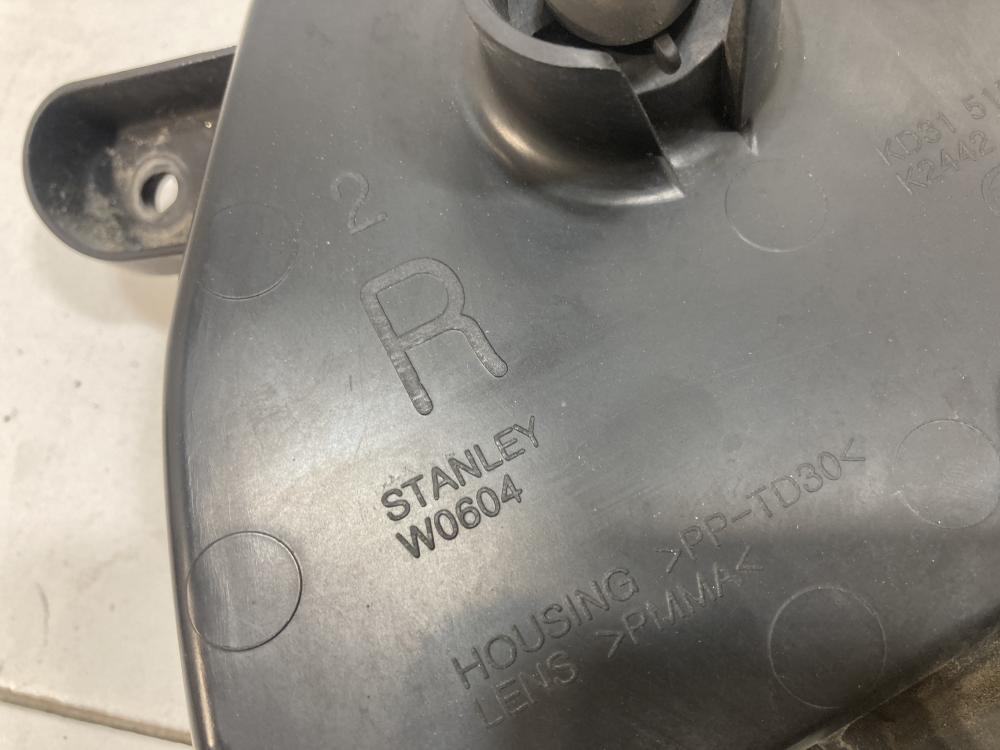 KD31 51
K2442
2
R
STANLEY
W0604
HOUSING >PP-TD30<
LENS >PMMA<